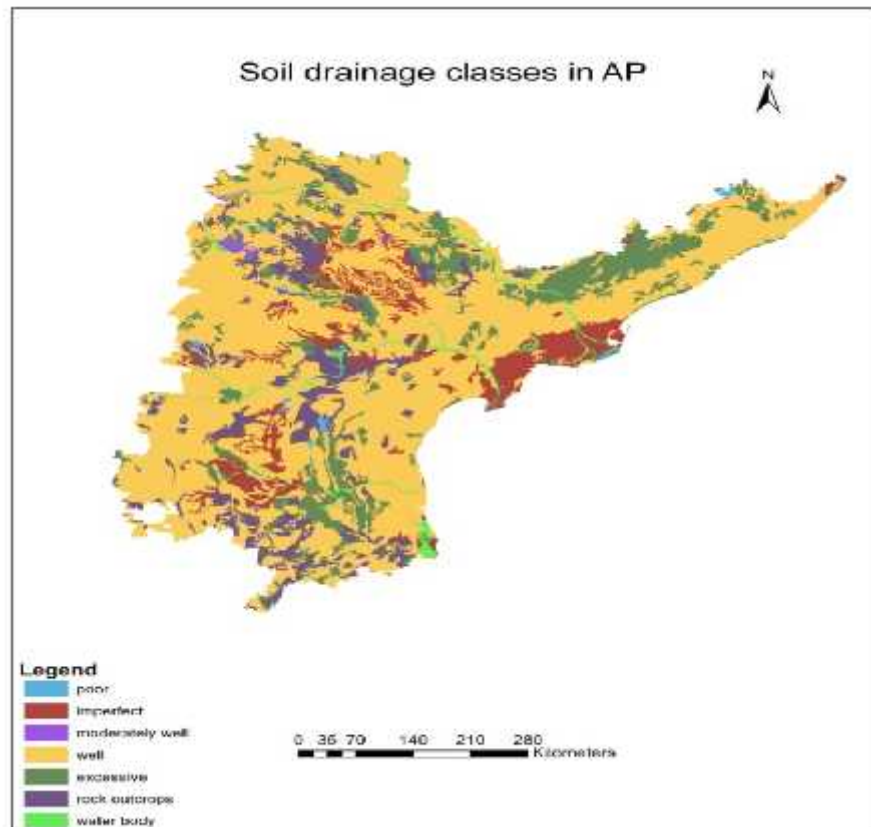 Soil drainage classes in AP
N
Legend
poor
imperfect
moderately well
well
excessive
rock outcrops
water body
0 35 70 140 210 280
Kilometers